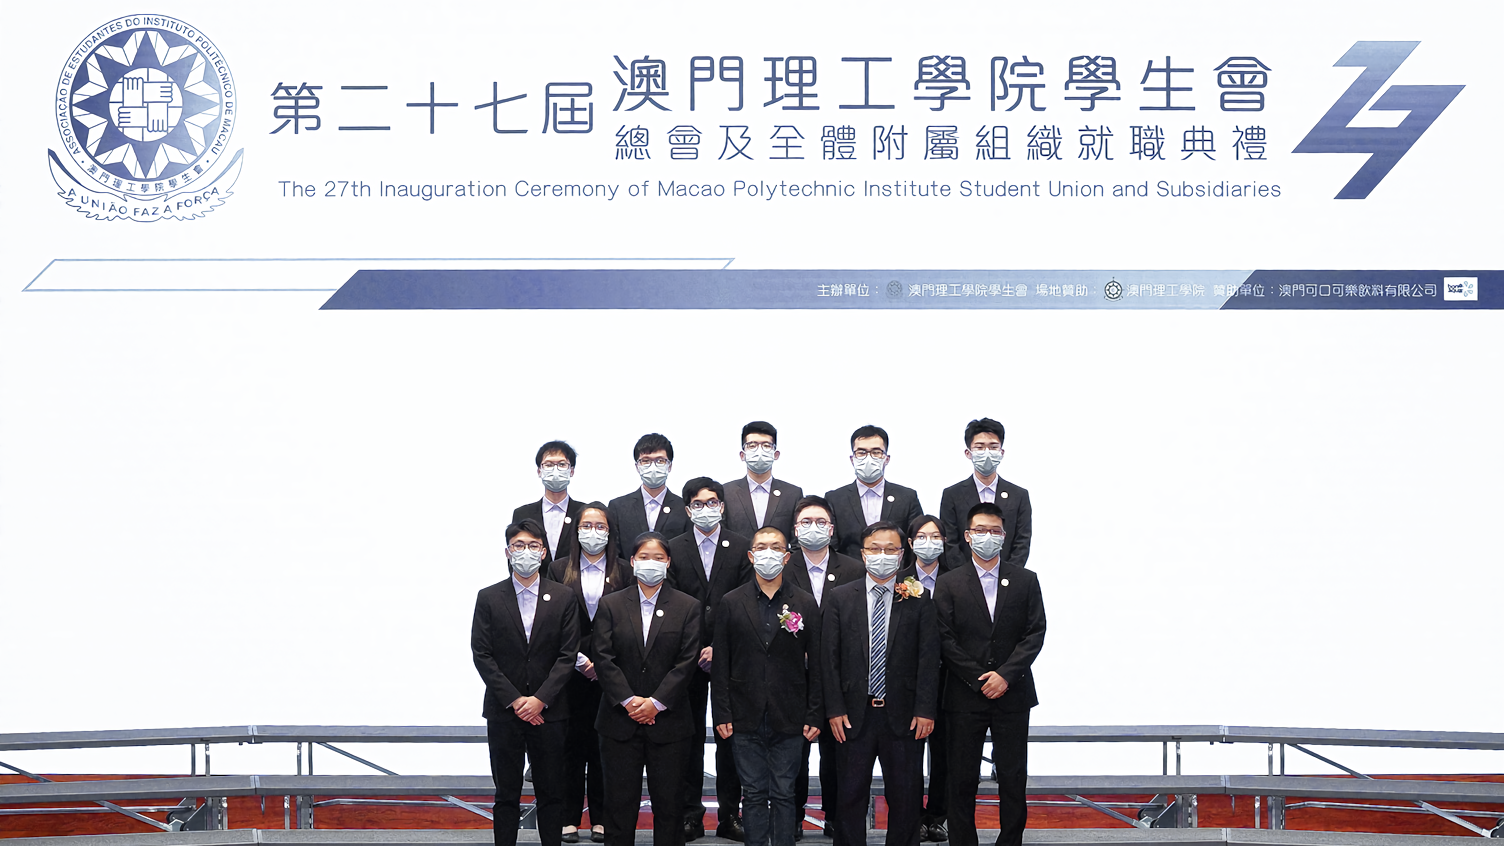 ASSOCIAÇÃO DE ESTUDANTES DO INSTITUTO POLITÉCNICO DE MACAU
澳門理工學院學生會
A UNIÃO FAZ A FORÇA
第二十七屆澳門理工學院學生會
總會及全體附屬組織就職典禮
The 27th Inauguration Ceremony of Macao Polytechnic Institute Student Union and Subsidiaries
27
主辦單位：澳門理工學院學生會 場地贊助：澳門理工學院 贊助單位：澳門可口可樂飲料有限公司
bonaqua